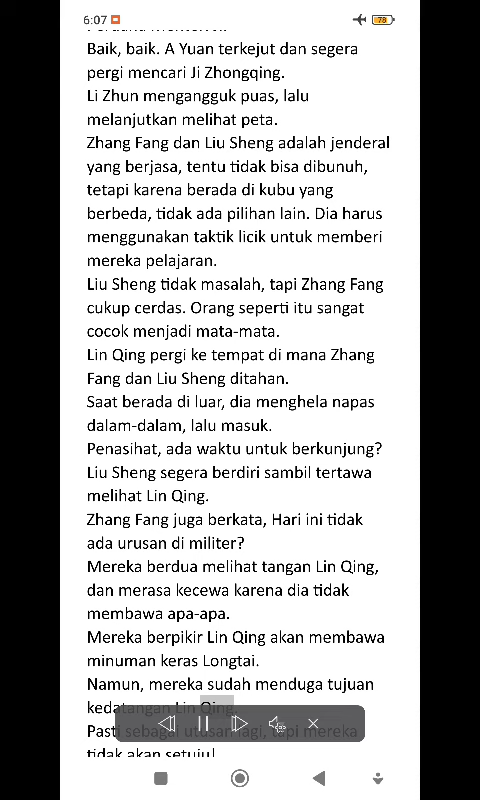 6:07
78
Baik, baik. A Yuan terkejut dan segera
pergi mencari Ji Zhongqing.
Li Zhun mengangguk puas, lalu
melanjutkan melihat peta.
Zhang Fang dan Liu Sheng adalah jenderal
yang berjasa, tentu tidak bisa dibunuh,
tetapi karena berada di kubu yang
berbeda, tidak ada pilihan lain. Dia harus
menggunakan taktik licik untuk memberi
mereka pelajaran.
Liu Sheng tidak masalah, tapi Zhang Fang
cukup cerdas. Orang seperti itu sangat
cocok menjadi mata-mata.
Lin Qing pergi ke tempat di mana Zhang
Fang dan Liu Sheng ditahan.
Saat berada di luar, dia menghela napas
dalam-dalam, lalu masuk.
Penasihat, ada waktu untuk berkunjung?
Liu Sheng segera berdiri sambil tertawa
melihat Lin Qing.
Zhang Fang juga berkata, Hari ini tidak
ada urusan di militer?
Mereka berdua melihat tangan Lin Qing,
dan merasa kecewa karena dia tidak
membawa apa-apa.
Mereka berpikir Lin Qing akan membawa
minuman keras Longtai.
Namun, mereka sudah menduga tujuan
kedatangan Lin Qing.
Pasti sebagai utusan lagi, tapi mereka
tidak akan setuju!